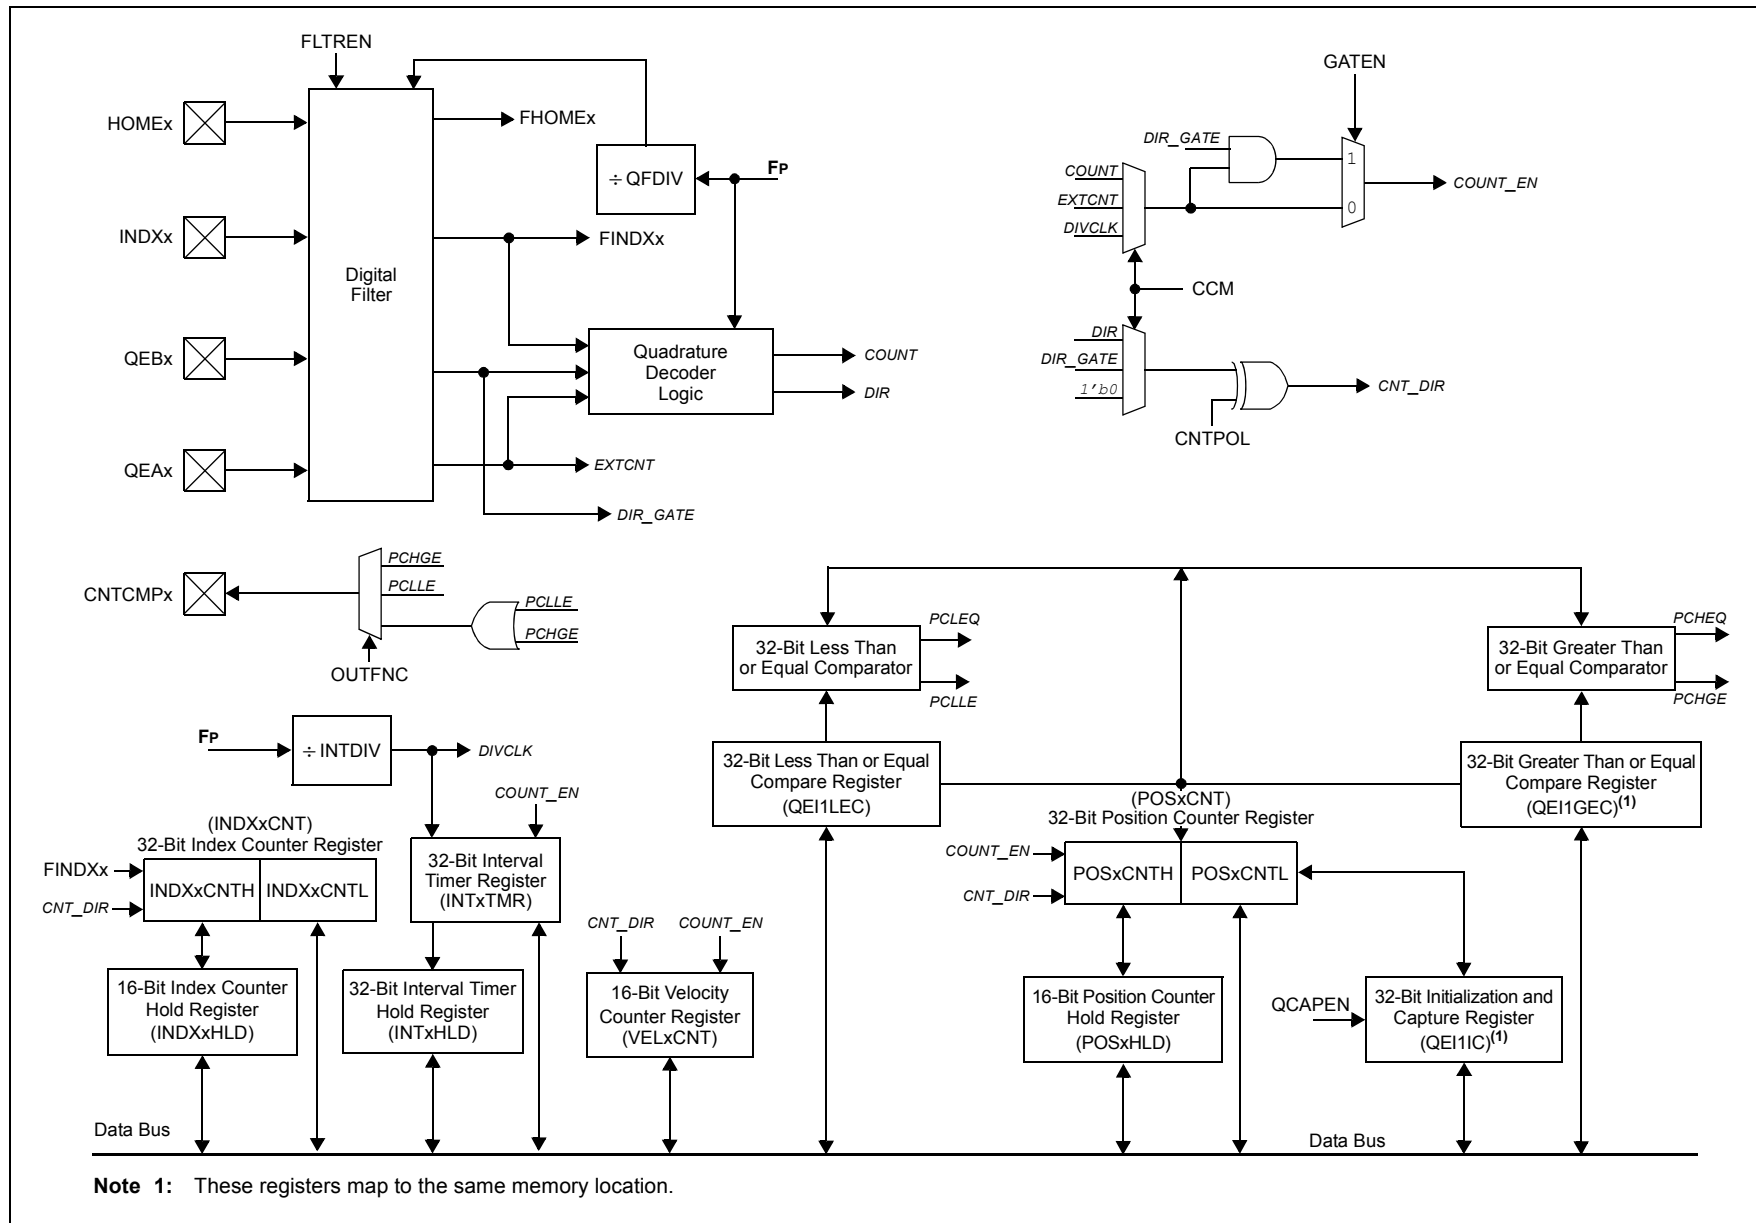 FLTREN
HOMEx
INDXx
QEBx
QEAx
Digital
Filter
FHOMEx
÷ QFDIV
FP
FINDXx
Quadrature
Decoder
Logic
COUNT
DIR
EXTCNT
DIR_GATE
GATEN
DIR_GATE
COUNT
EXTCNT
DIVCLK
1
0
COUNT_EN
CCM
DIR
DIR_GATE
1'b0
CNTPOL
CNT_DIR
CNTCMPx
PCHGE
PCLLE
PCLLE
PCHGE
OUTFNC
32-Bit Less Than
or Equal Comparator
PCLEQ
PCLLE
32-Bit Greater Than
or Equal Comparator
PCHEQ
PCHGE
FP
÷ INTDIV
DIVCLK
COUNT_EN
32-Bit Less Than or Equal
Compare Register
(QEI1LEC)
32-Bit Greater Than or Equal
Compare Register
(QEI1GEC)(1)
(INDXxCNT)
32-Bit Index Counter Register
FINDXx
CNT_DIR
INDXxCNTH
INDXxCNTL
32-Bit Interval
Timer Register
(INTxTMR)
(POSxCNT)
32-Bit Position Counter Register
COUNT_EN
CNT_DIR
POSxCNTH
POSxCNTL
CNT_DIR
COUNT_EN
16-Bit Index Counter
Hold Register
(INDXxHLD)
32-Bit Interval Timer
Hold Register
(INTxHLD)
16-Bit Velocity
Counter Register
(VELxCNT)
16-Bit Position Counter
Hold Register
(POSxHLD)
QCAPEN
32-Bit Initialization and
Capture Register
(QEI1IC)(1)
Data Bus
Data Bus
Note 1: These registers map to the same memory location.